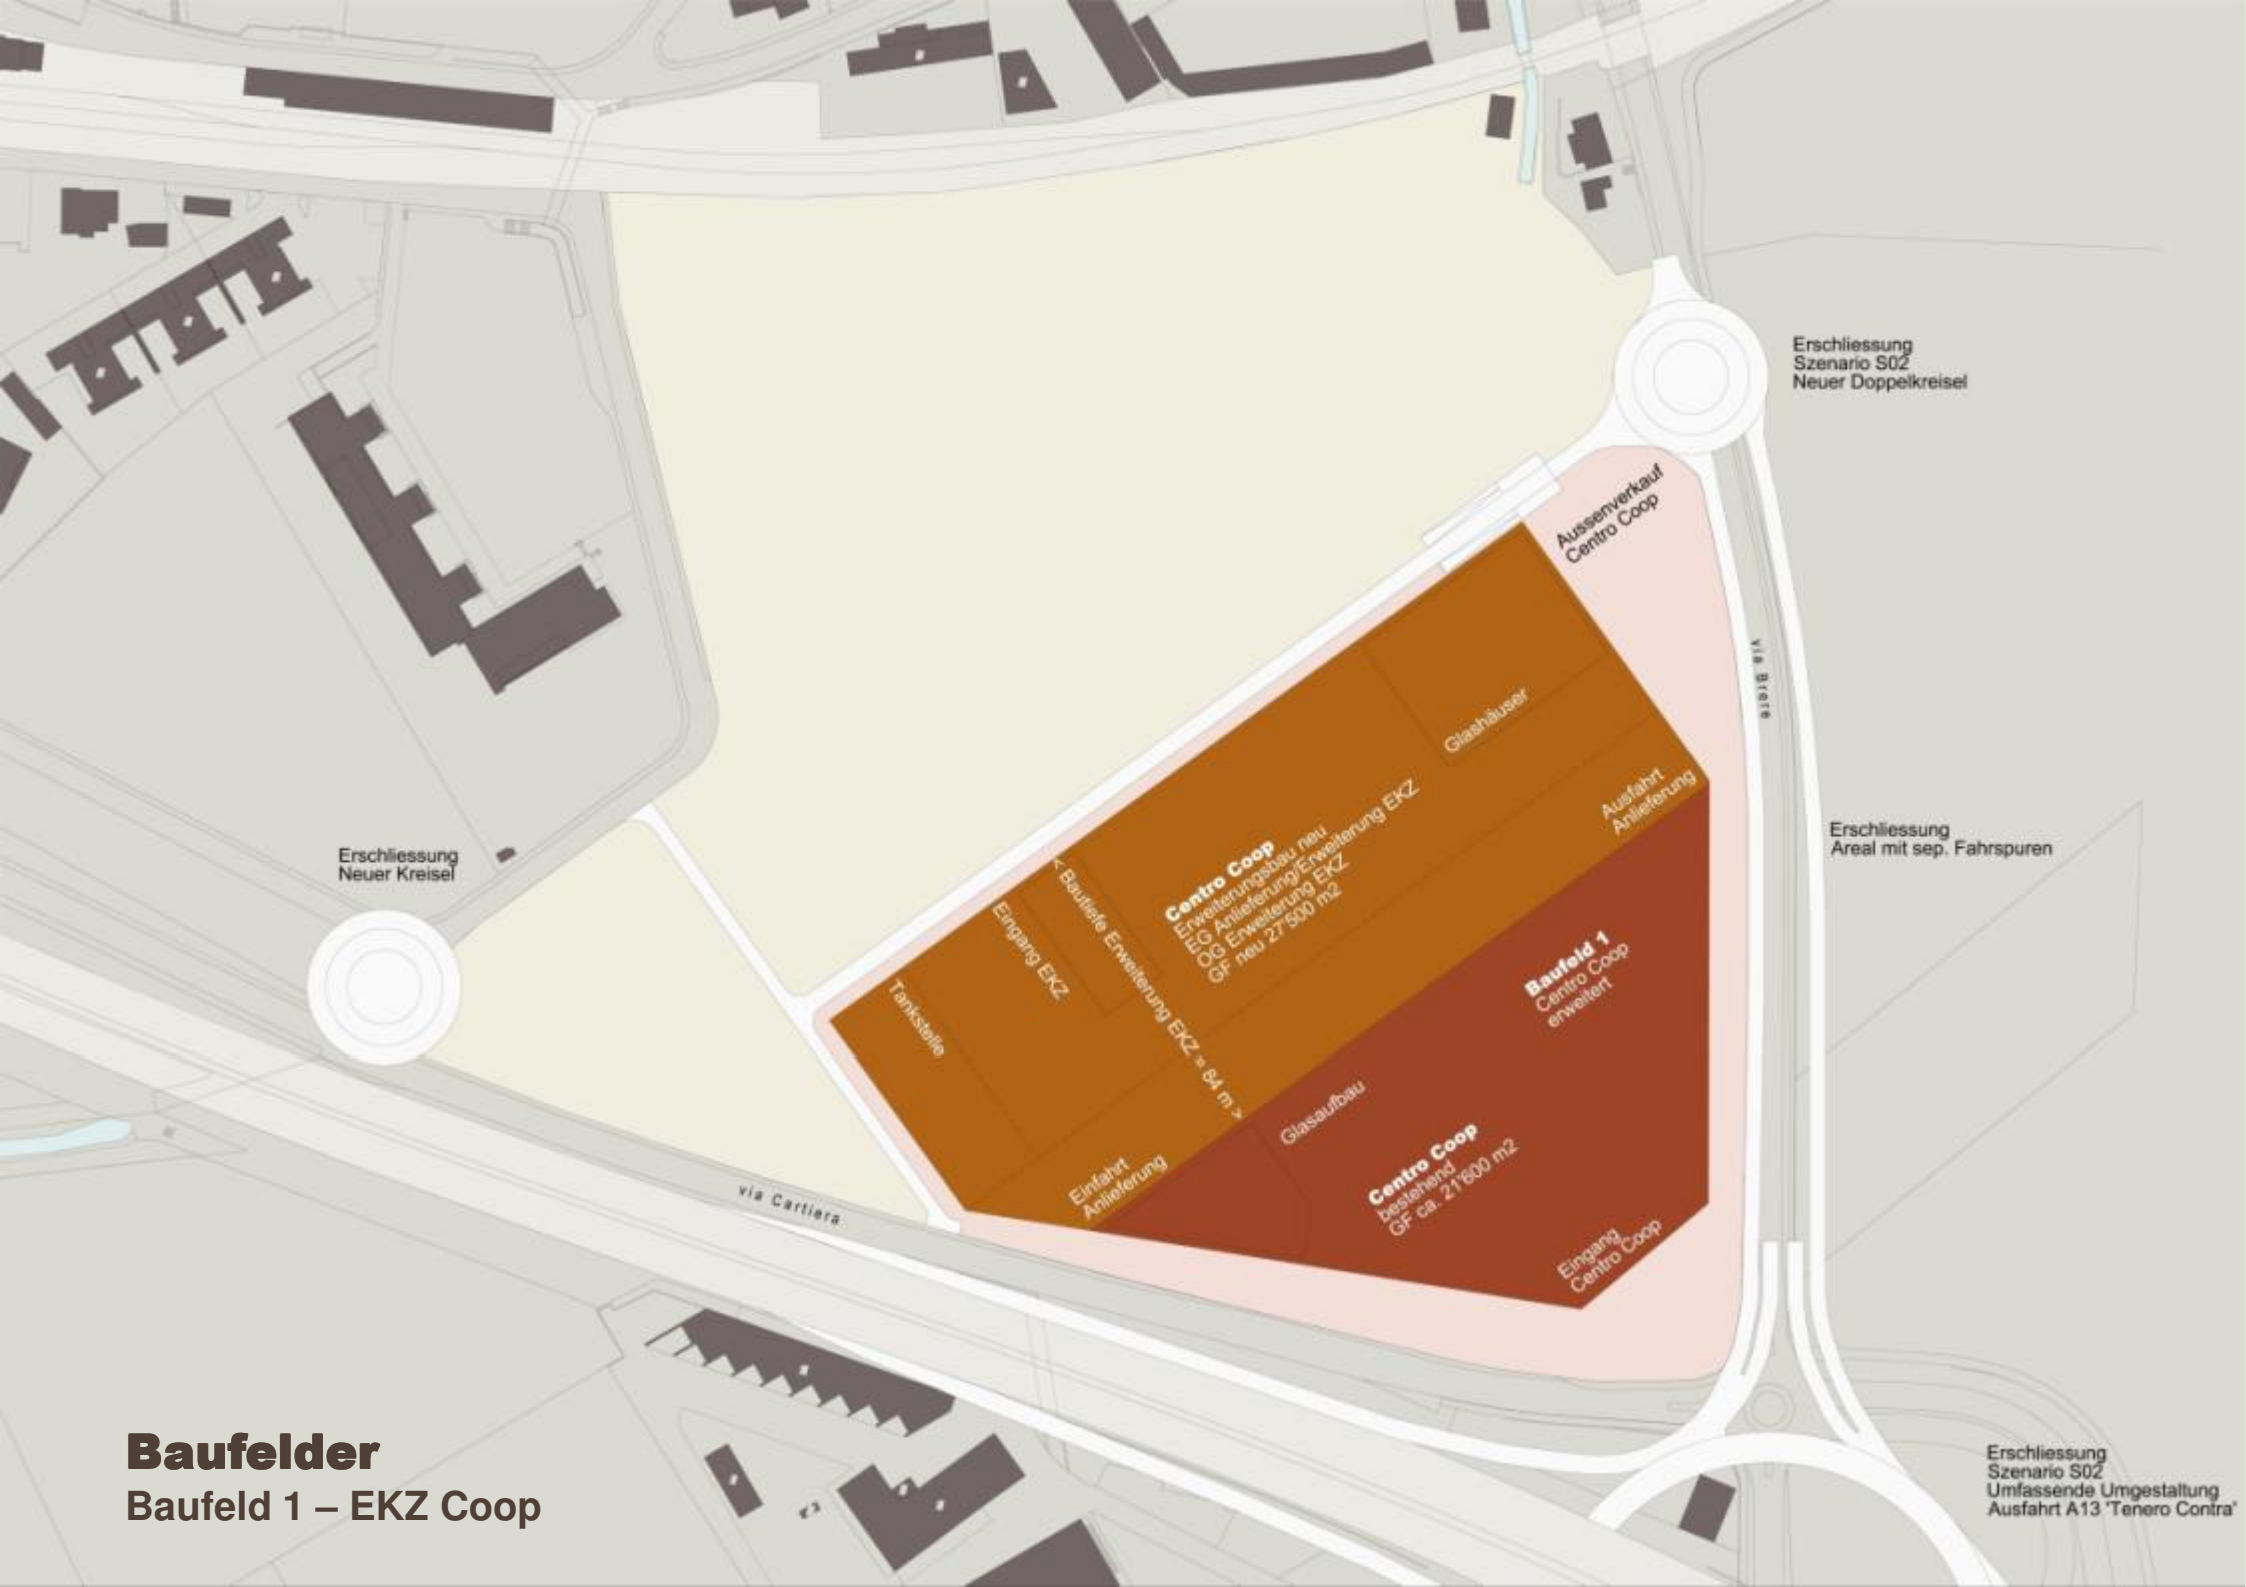 Erschliessung
Szenario S02
Neuer Doppelkreisel
Aussenverkauf
Centro Coop
via Brere
Glashäuser
Ausfahrt
Anlieferung
Erschliessung
Areal mit sep. Fahrspuren
Erschliessung
Neuer Kreisel
Centro Coop
Erweiterungsbau neu
EG Anlieferung/Erweiterung EKZ
OG Erweiterung EKZ
GF neu 27'500 m2
< Bautiefe Erweiterung EKZ = 84 m >
Eingang EKZ
Tankstelle
Baufeld 1
Centro Coop
erweitert
Glasaufbau
Centro Coop
bestehend
GF ca. 21'600 m2
Einfahrt
Anlieferung
Eingang
Centro Coop
via Cartiera
Baufelder
Baufeld 1 – EKZ Coop
Erschliessung
Szenario S02
Umfassende Umgestaltung
Ausfahrt A13 'Tenero Contra'